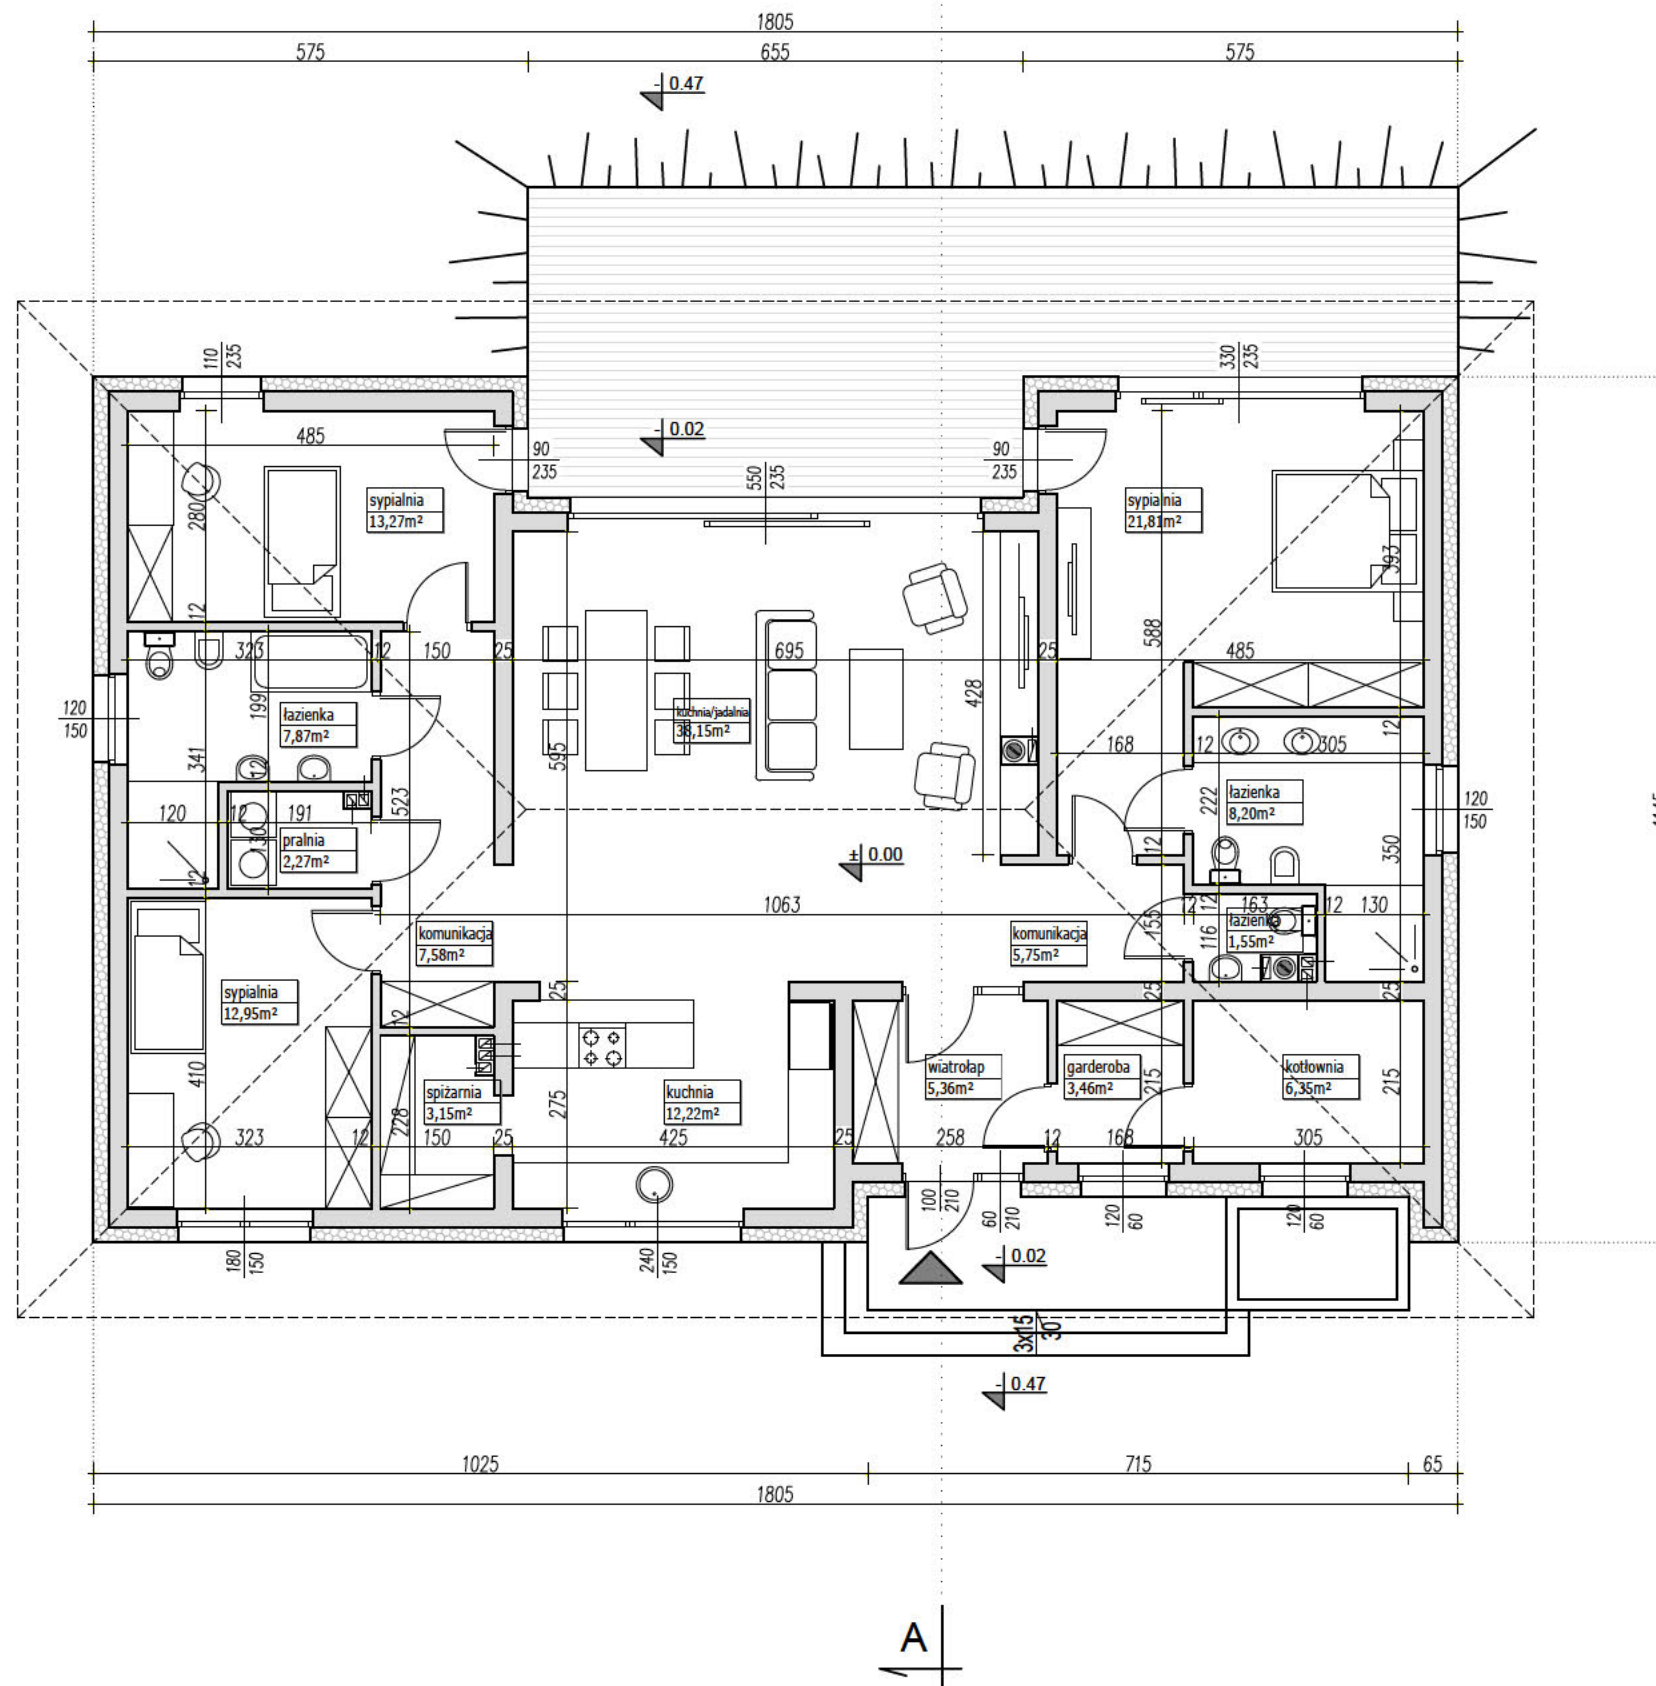 1805
575 655 575
- 0.47
110 235
330 235
485
- 0.02
90 235
90 235
550 235
sypialnia
13,27m²
sypialnia
21,81m²
280
393
12
588
323 12 150 25 695 25 485
199
428
łazienka
7,87m²
kuchnia/jadalnia
38,15m²
120 150
12
168 12 305
341
12
595
523
222
łazienka
8,20m²
120 150
120 12 191
130
pralnia
2,27m²
± 0.00
12
350
12
1063
12
12 163 12 130
155
łazienka
1,55m²
116
komunikacja
7,58m²
komunikacja
5,75m²
sypialnia
12,95m²
25
25
25
12
410
wiatrołap
5,36m²
garderoba
3,46m²
kotłownia
6,35m²
spiżarnia
3,15m²
kuchnia
12,22m²
275
215
215
228
323 12 150 25 425 25 258 12 168 305
100 210
60 210
120 60
120 60
180 150
240 150
- 0.02
3x15
30
- 0.47
1025 715 65
1805
A